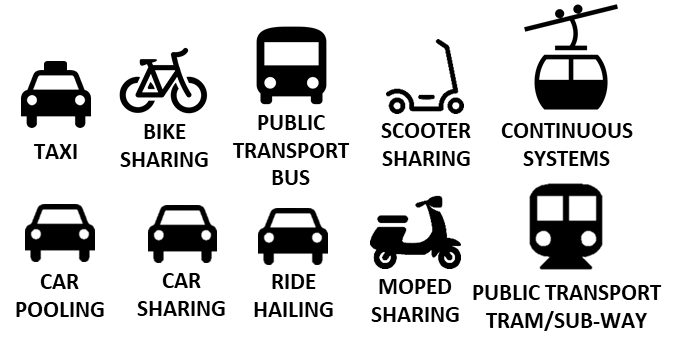 TAXI
BIKE
SHARING
PUBLIC
TRANSPORT
BUS
SCOOTER
SHARING
CONTINUOUS
SYSTEMS
CAR
POOLING
CAR
SHARING
RIDE
HAILING
MOPED
SHARING
PUBLIC TRANSPORT
TRAM/SUB-WAY